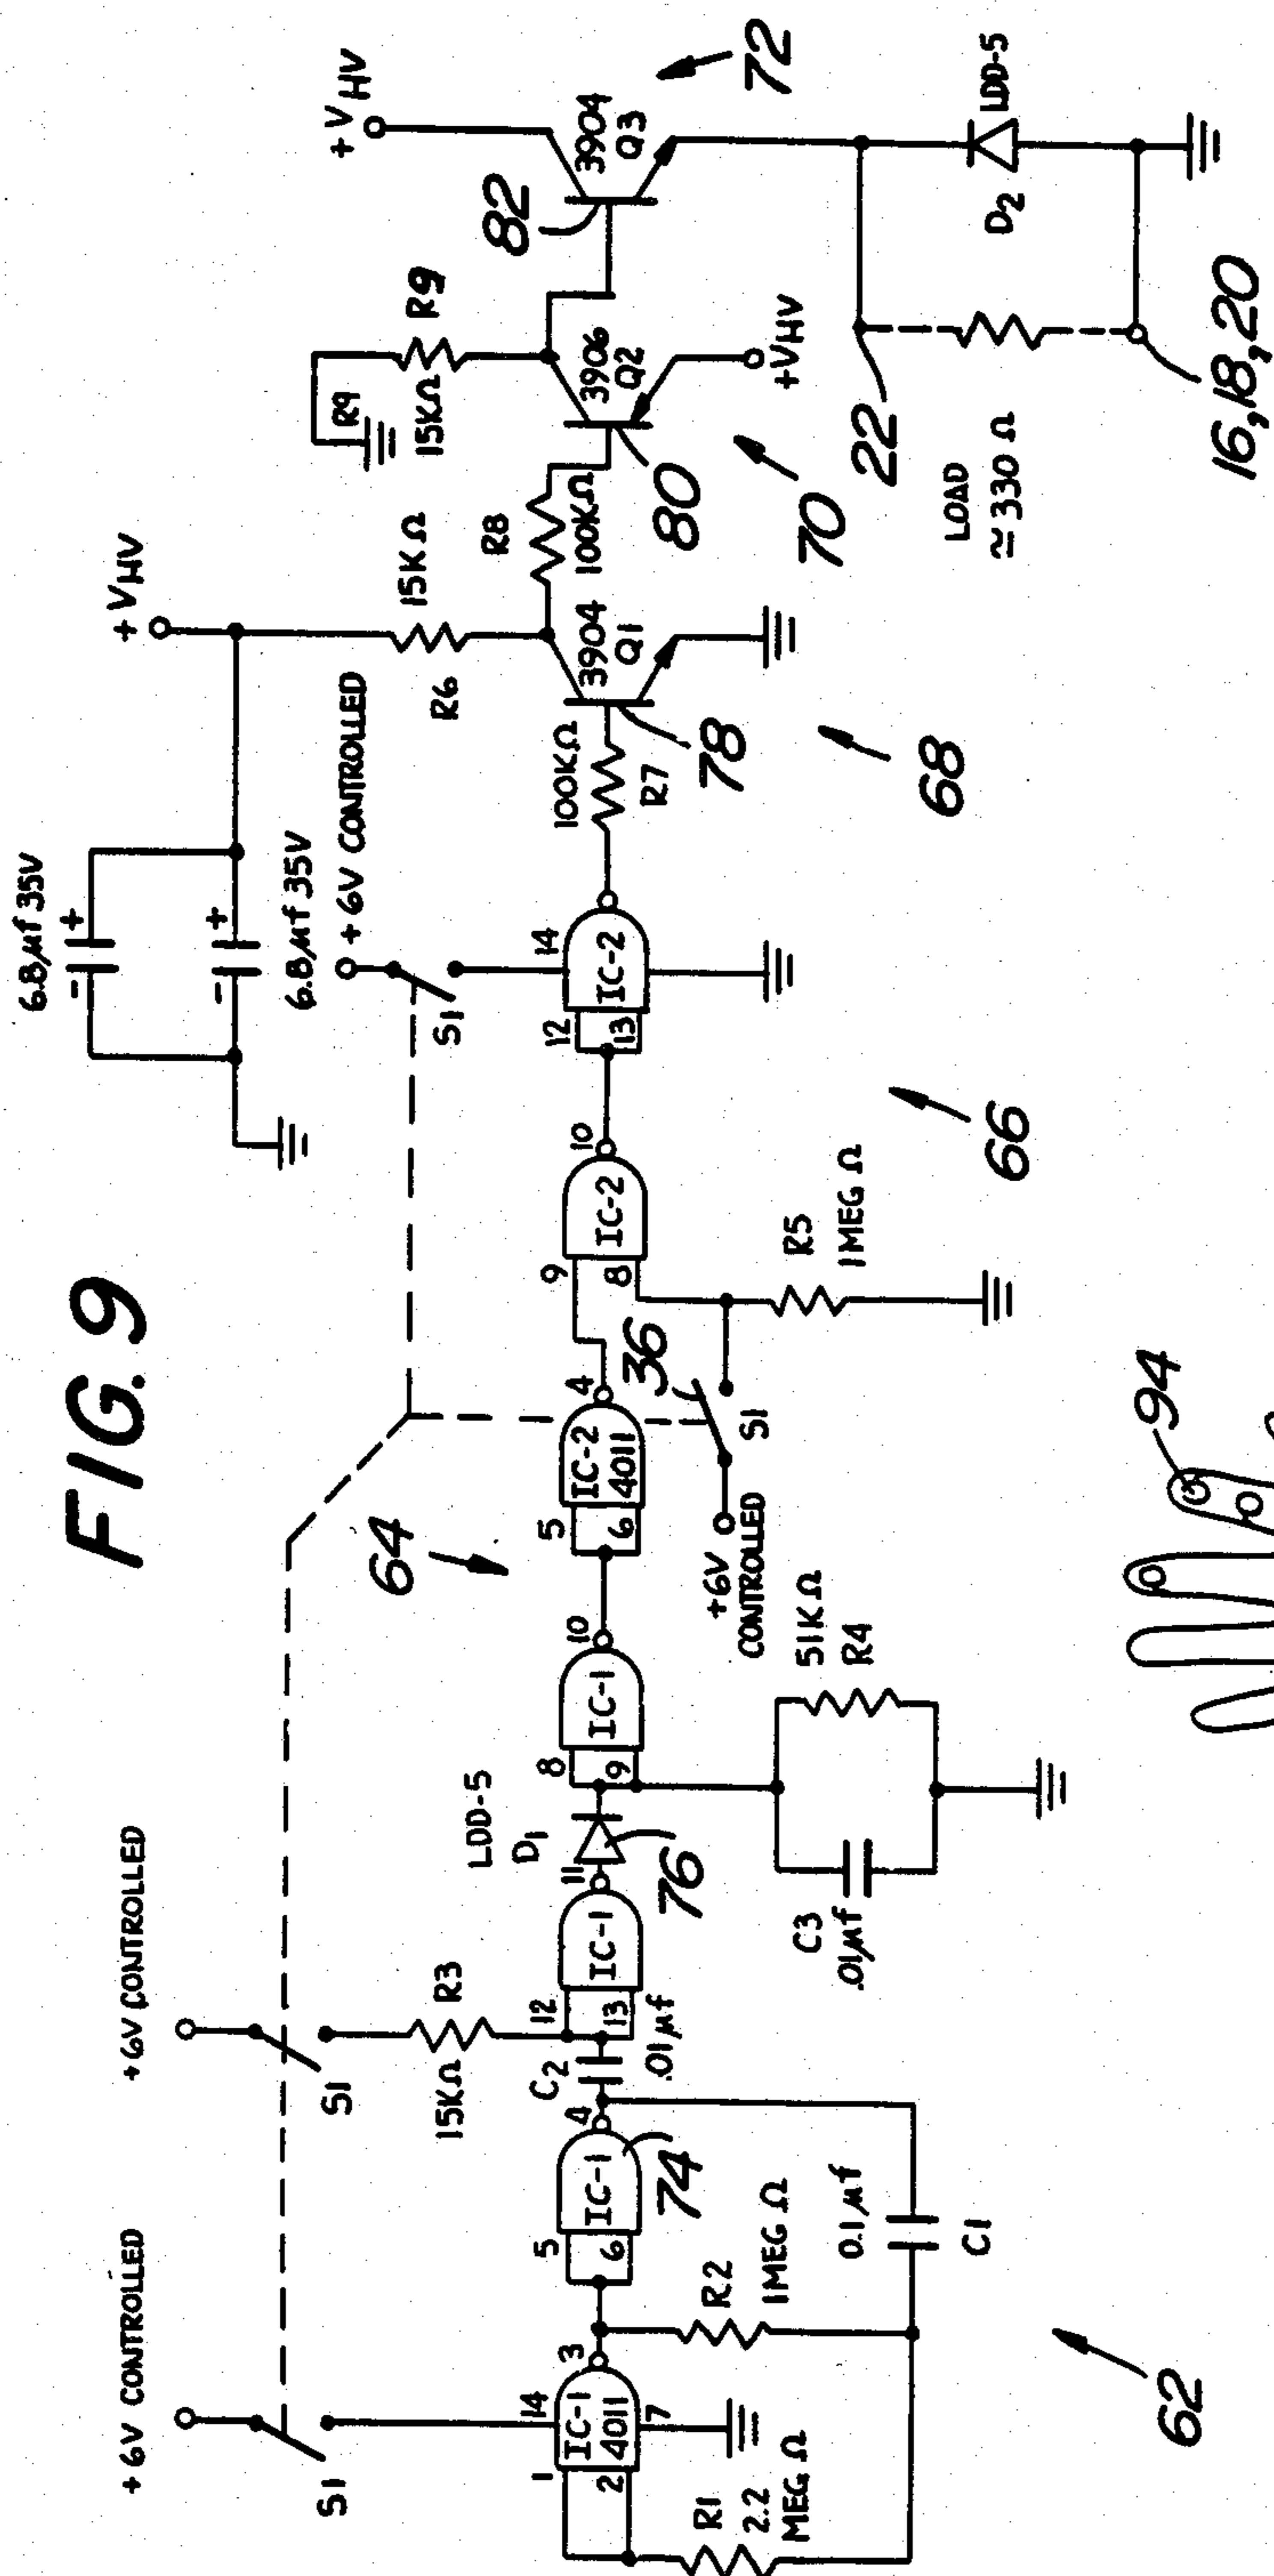 FIG. 9
+6V CONTROLLED
S1
14
1
2
IC-1
4011
3
7
R1
2.2
MEG Ω
5
6
IC-1
4
74
R2
1MEG Ω
0.1µf
C1
62
+6V CONTROLLED
S1
R3
15KΩ
C2
.01µf
12
13
IC-1
11
LDD-5
D1
76
8
9
IC-1
10
C3
.01µf
51KΩ
R4
64
5
6
IC-2
4011
4
36
+6V
CONTROLLED
S1
9
8
IC-2
10
R5
1MEG Ω
66
6.8µf 35V
- +
- +
6.8µf 35V
+6V CONTROLLED
S1
14
12
13
IC-2
+VHV
R6
15KΩ
100KΩ
R7
3904
Q1
78
68
R8
100KΩ
R9
R9
15KΩ
3906
Q2
80
+VHV
70
+VHV
82
3904
Q3
72
22
LOAD
≃330 Ω
D2
LDD-5
16,18,20
94